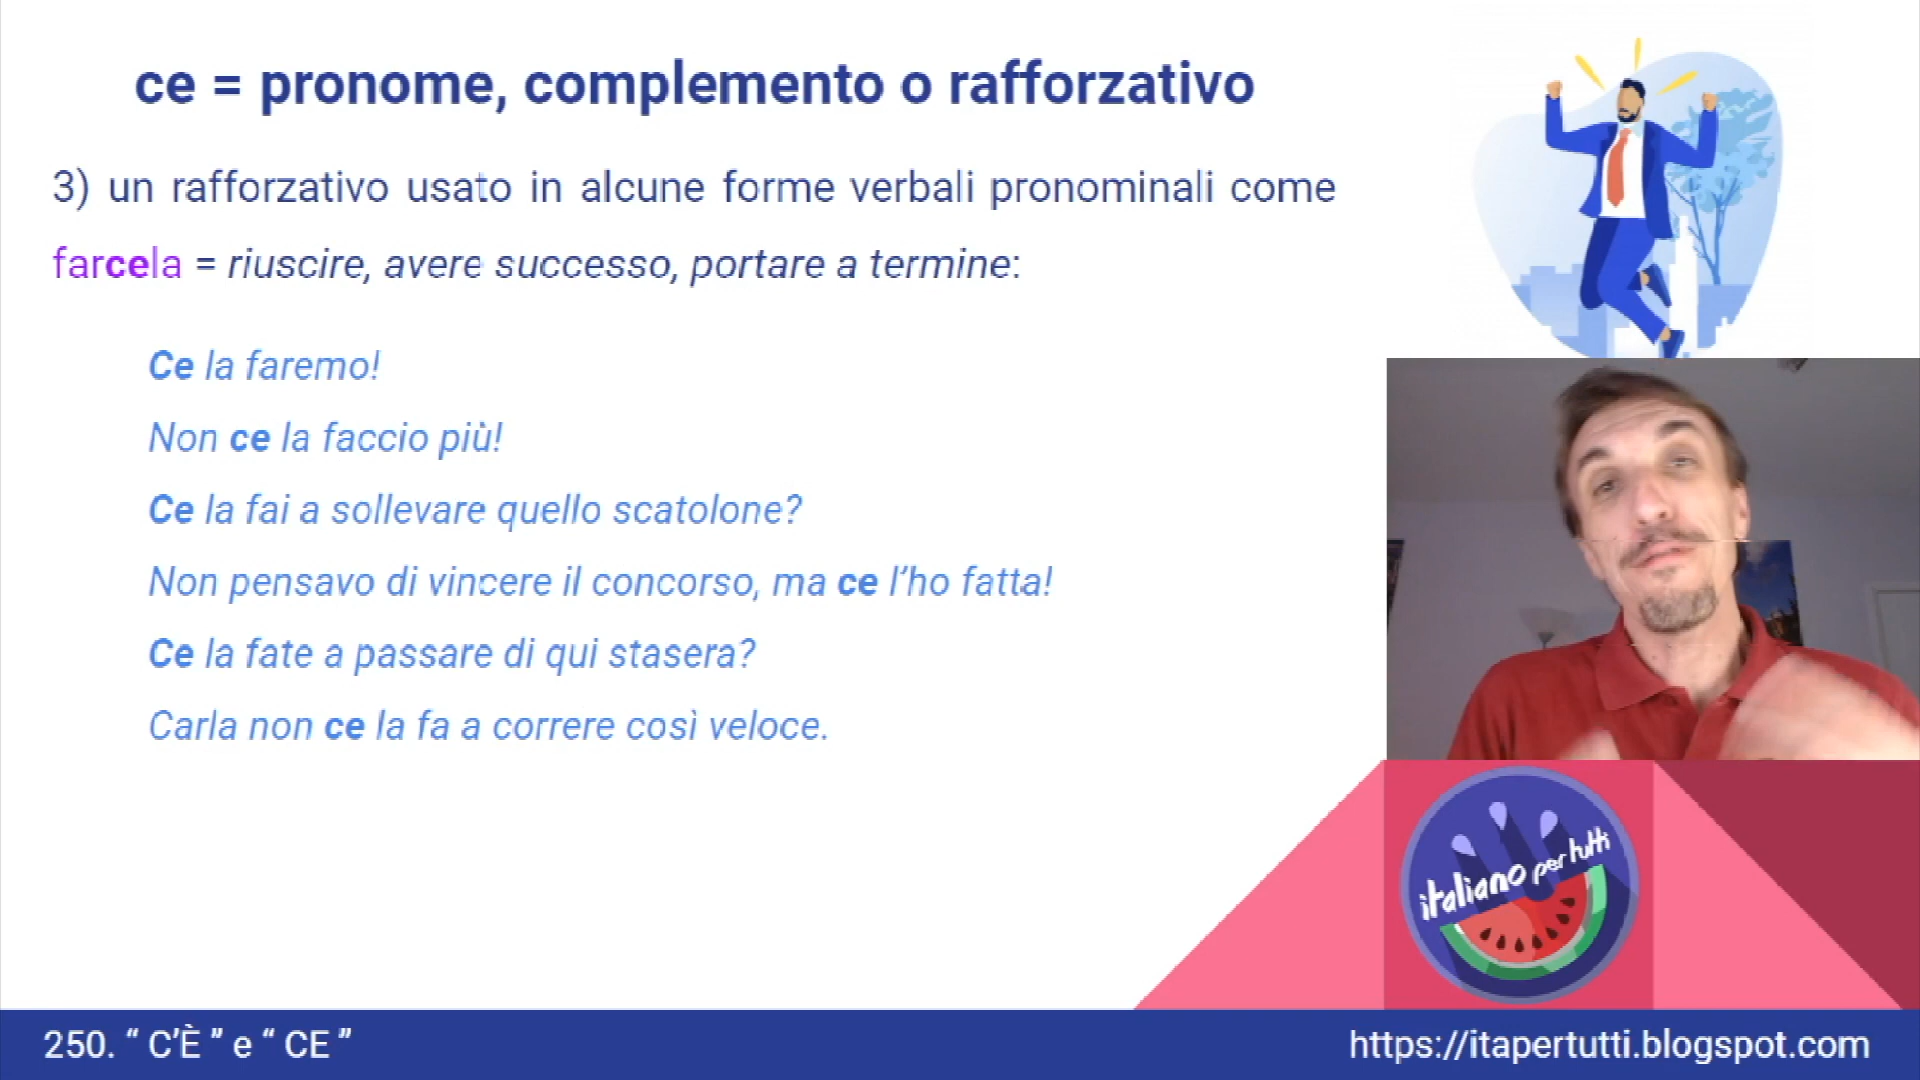 ce = pronome, complemento o rafforzativo
3) un rafforzativo usato in alcune forme verbali pronominali come
farcela = riuscire, avere successo, portare a termine:
Ce la faremo!
Non ce la faccio più!
Ce la fai a sollevare quello scatolone?
Non pensavo di vincere il concorso, ma ce l’ho fatta!
Ce la fate a passare di qui stasera?
Carla non ce la fa a correre così veloce.
italiano per tutti
250. “ C’È ” e “ CE ”
https://itapertutti.blogspot.com